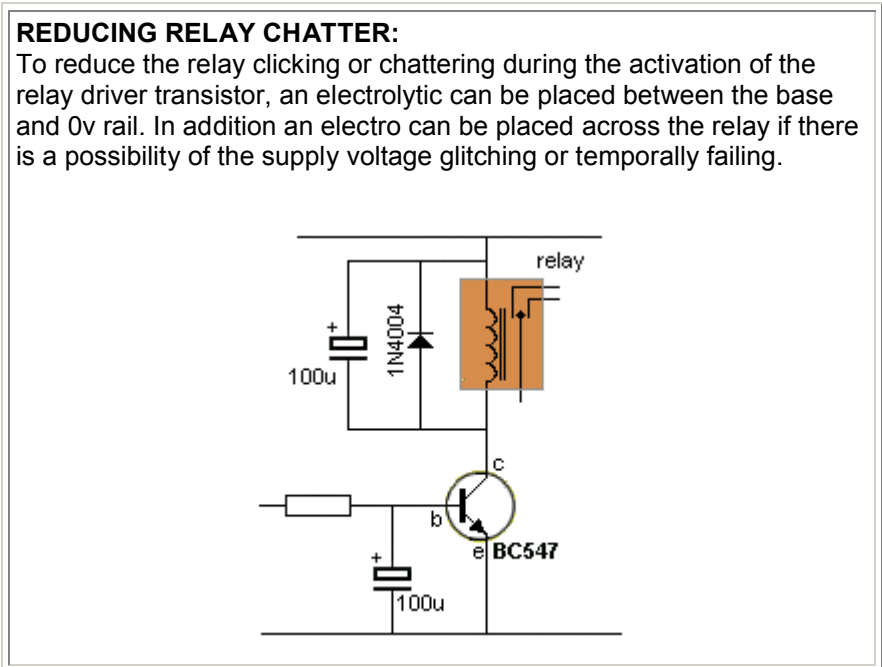 REDUCING RELAY CHATTER:
To reduce the relay clicking or chattering during the activation of the
relay driver transistor, an electrolytic can be placed between the base
and 0v rail. In addition an electro can be placed across the relay if there
is a possibility of the supply voltage glitching or temporally failing.
relay
+
1N4004
100u
c
b
e BC547
+
100u